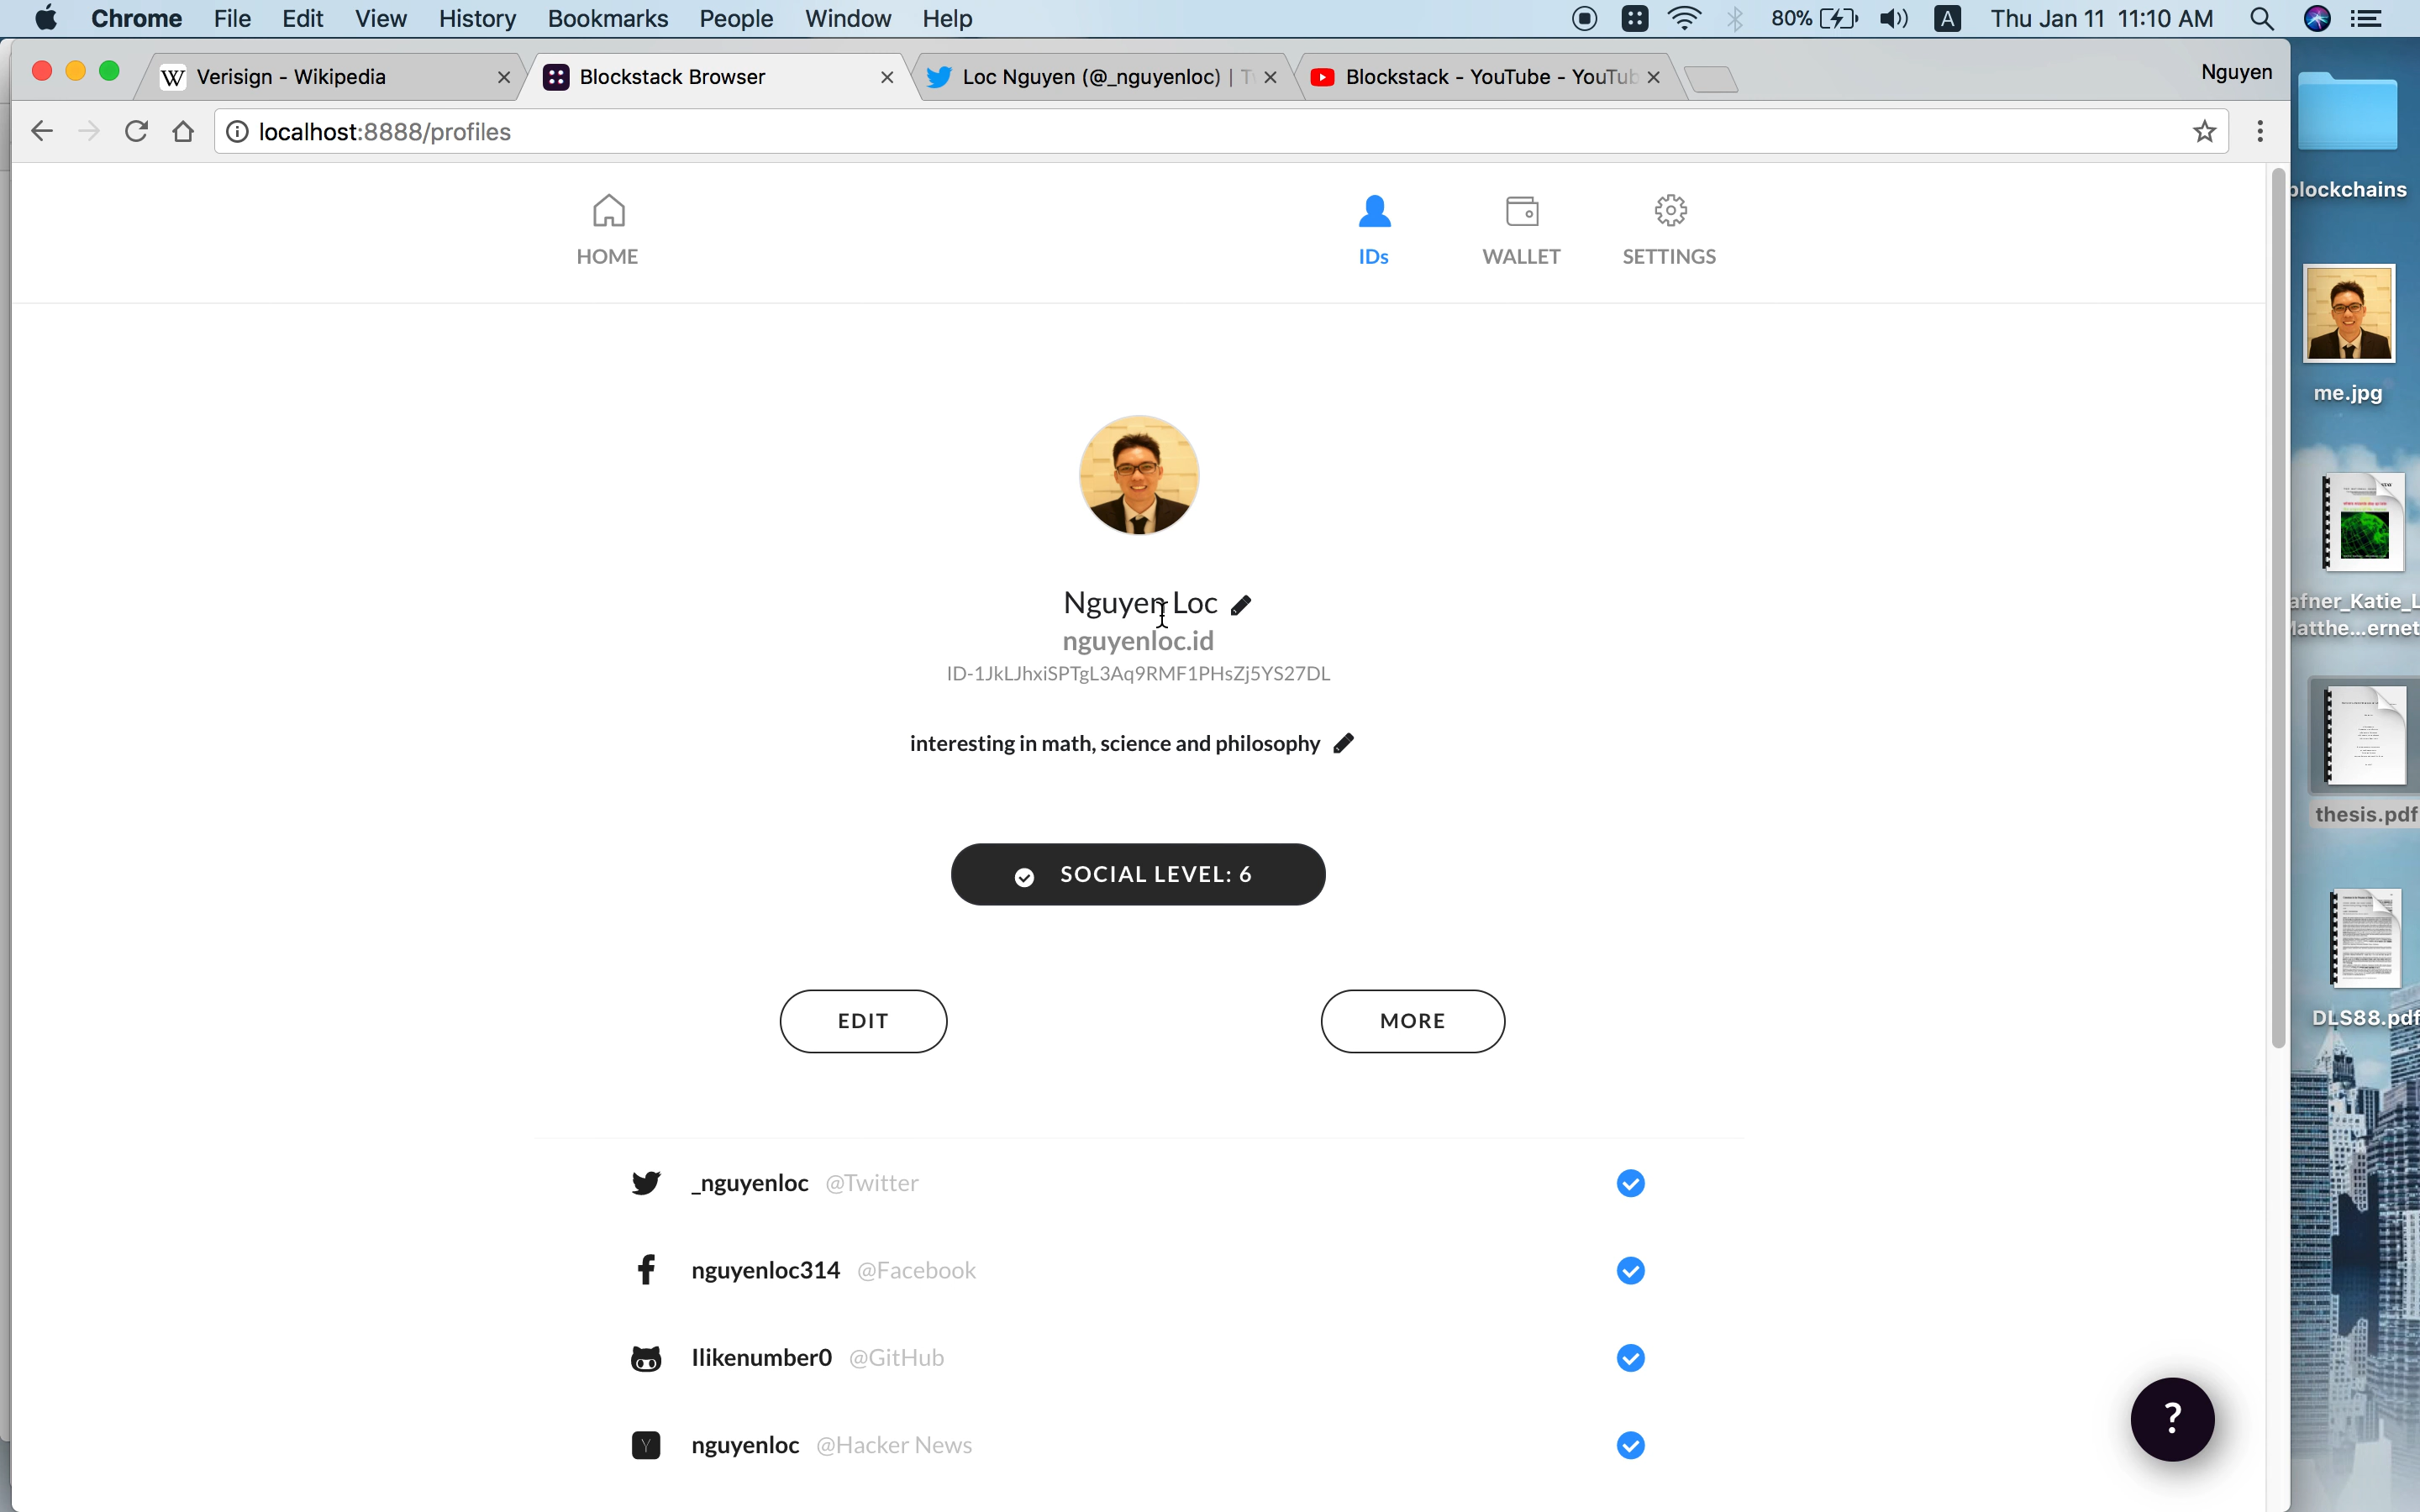 Chrome File Edit View History Bookmarks People Window Help 80% A Thu Jan 11 11:10 AM
W Verisign - Wikipedia Blockstack Browser Loc Nguyen (@_nguyenloc) | Blockstack - YouTube - YouTub Nguyen
localhost:8888/profiles
HOME IDs WALLET SETTINGS
Nguyen Loc
nguyenloc.id
ID-1JkLJhxiSPTgL3Aq9RMF1PHsZj5YS27DL
interesting in math, science and philosophy
SOCIAL LEVEL: 6
EDIT MORE
_nguyenloc @Twitter
nguyenloc314 @Facebook
Ilikenumber0 @GitHub
Y nguyenloc @Hacker News
?
blockchains
me.jpg
afner_Katie_L
Matthe...ernet
thesis.pdf
DLS88.pdf